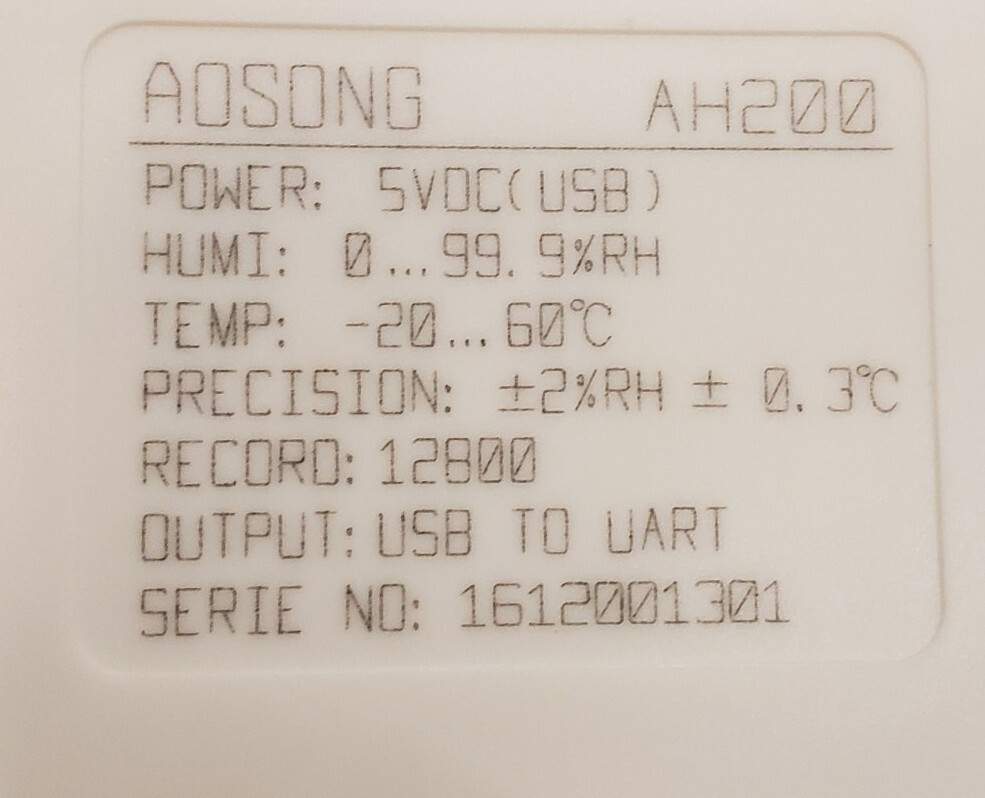 AOSONG AH200
POWER: 5VDC(USB)
HUMI: 0...99.9%RH
TEMP: -20...60℃
PRECISION: ±2%RH ± 0.3℃
RECORD: 12800
OUTPUT: USB TO UART
SERIE NO: 1612001301